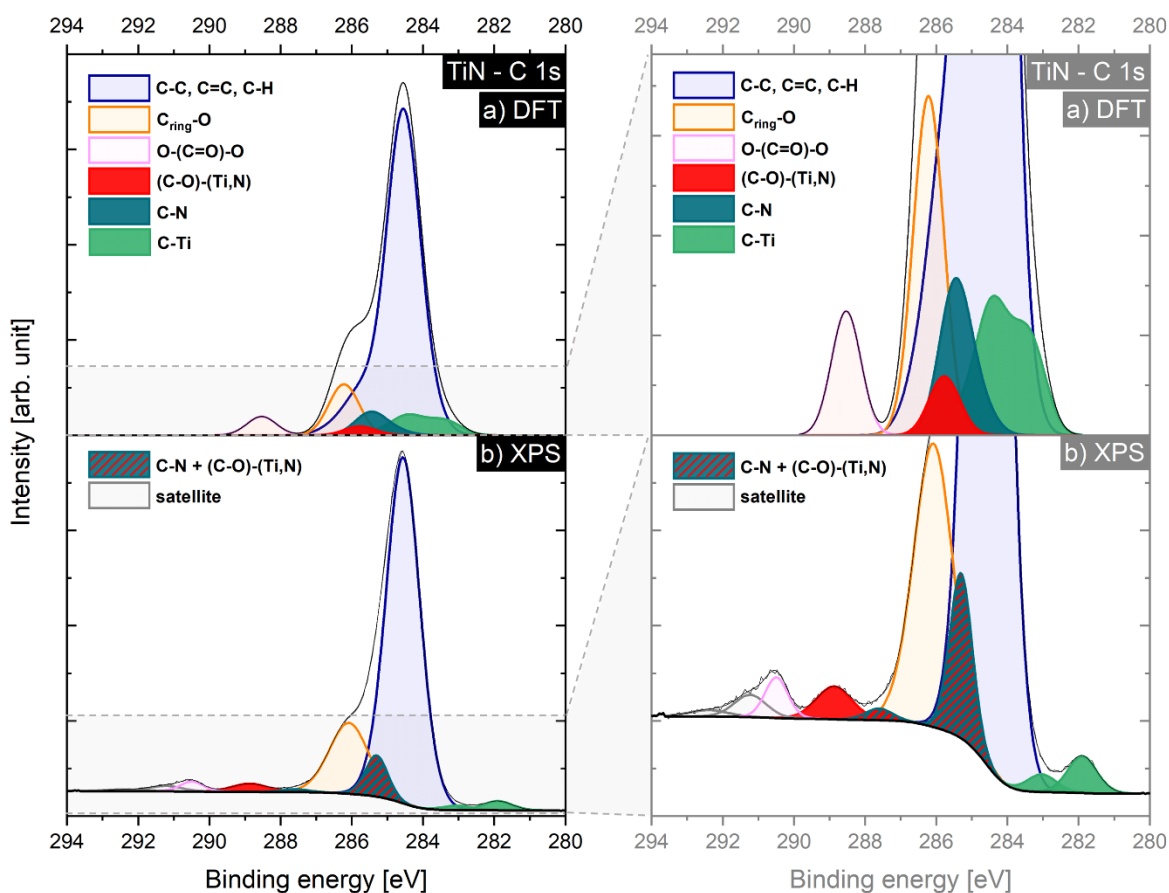 294 292 290 288 286 284 282 280
TiN - C 1s
a) DFT
C-C, C=C, C-H
Cring-O
O-(C=O)-O
(C-O)-(Ti,N)
C-N
C-Ti
b) XPS
C-N + (C-O)-(Ti,N)
satellite
294 292 290 288 286 284 282 280
Binding energy [eV]
Intensity [arb. unit]
294 292 290 288 286 284 282 280
TiN - C 1s
a) DFT
C-C, C=C, C-H
Cring-O
O-(C=O)-O
(C-O)-(Ti,N)
C-N
C-Ti
b) XPS
C-N + (C-O)-(Ti,N)
satellite
294 292 290 288 286 284 282 280
Binding energy [eV]